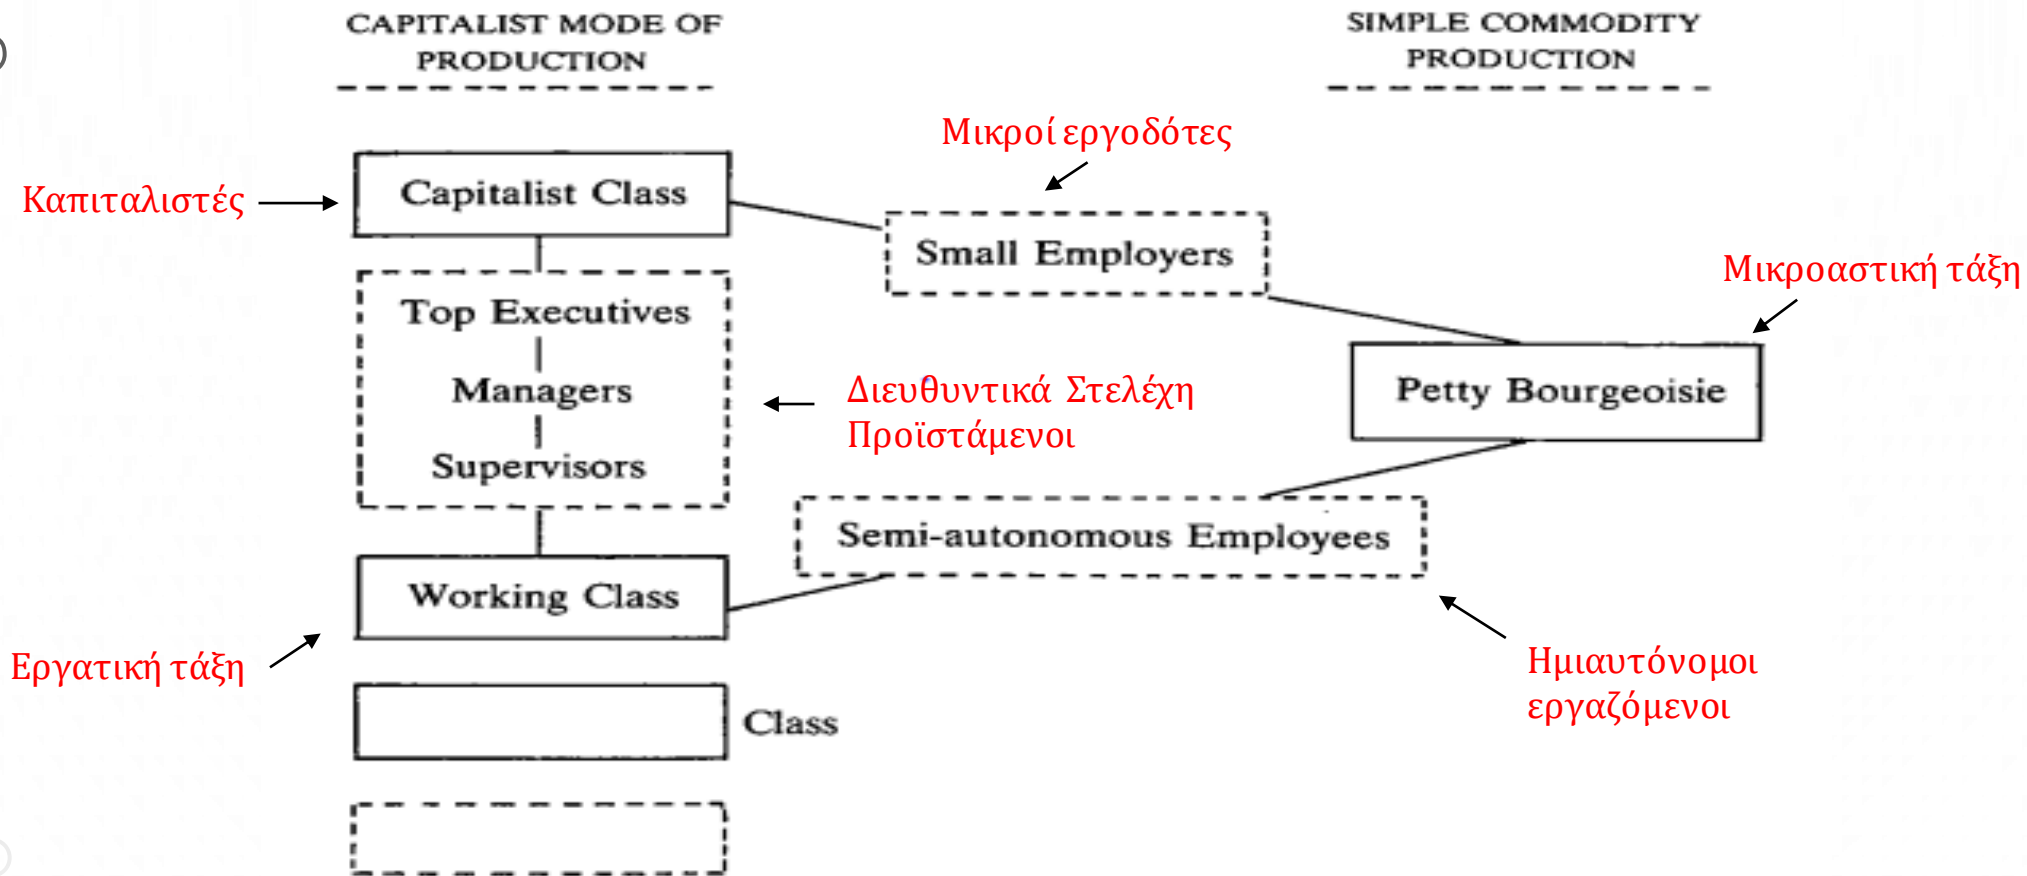 CAPITALIST MODE OF
PRODUCTION
SIMPLE COMMODITY
PRODUCTION
Μικροί εργοδότες
Καπιταλιστές
Capitalist Class
Small Employers
Μικροαστική τάξη
Top Executives
Managers
Supervisors
Διευθυντικά Στελέχη
Προϊστάμενοι
Petty Bourgeoisie
Semi-autonomous Employees
Working Class
Εργατική τάξη
Ημιαυτόνομοι
εργαζόμενοι
Class